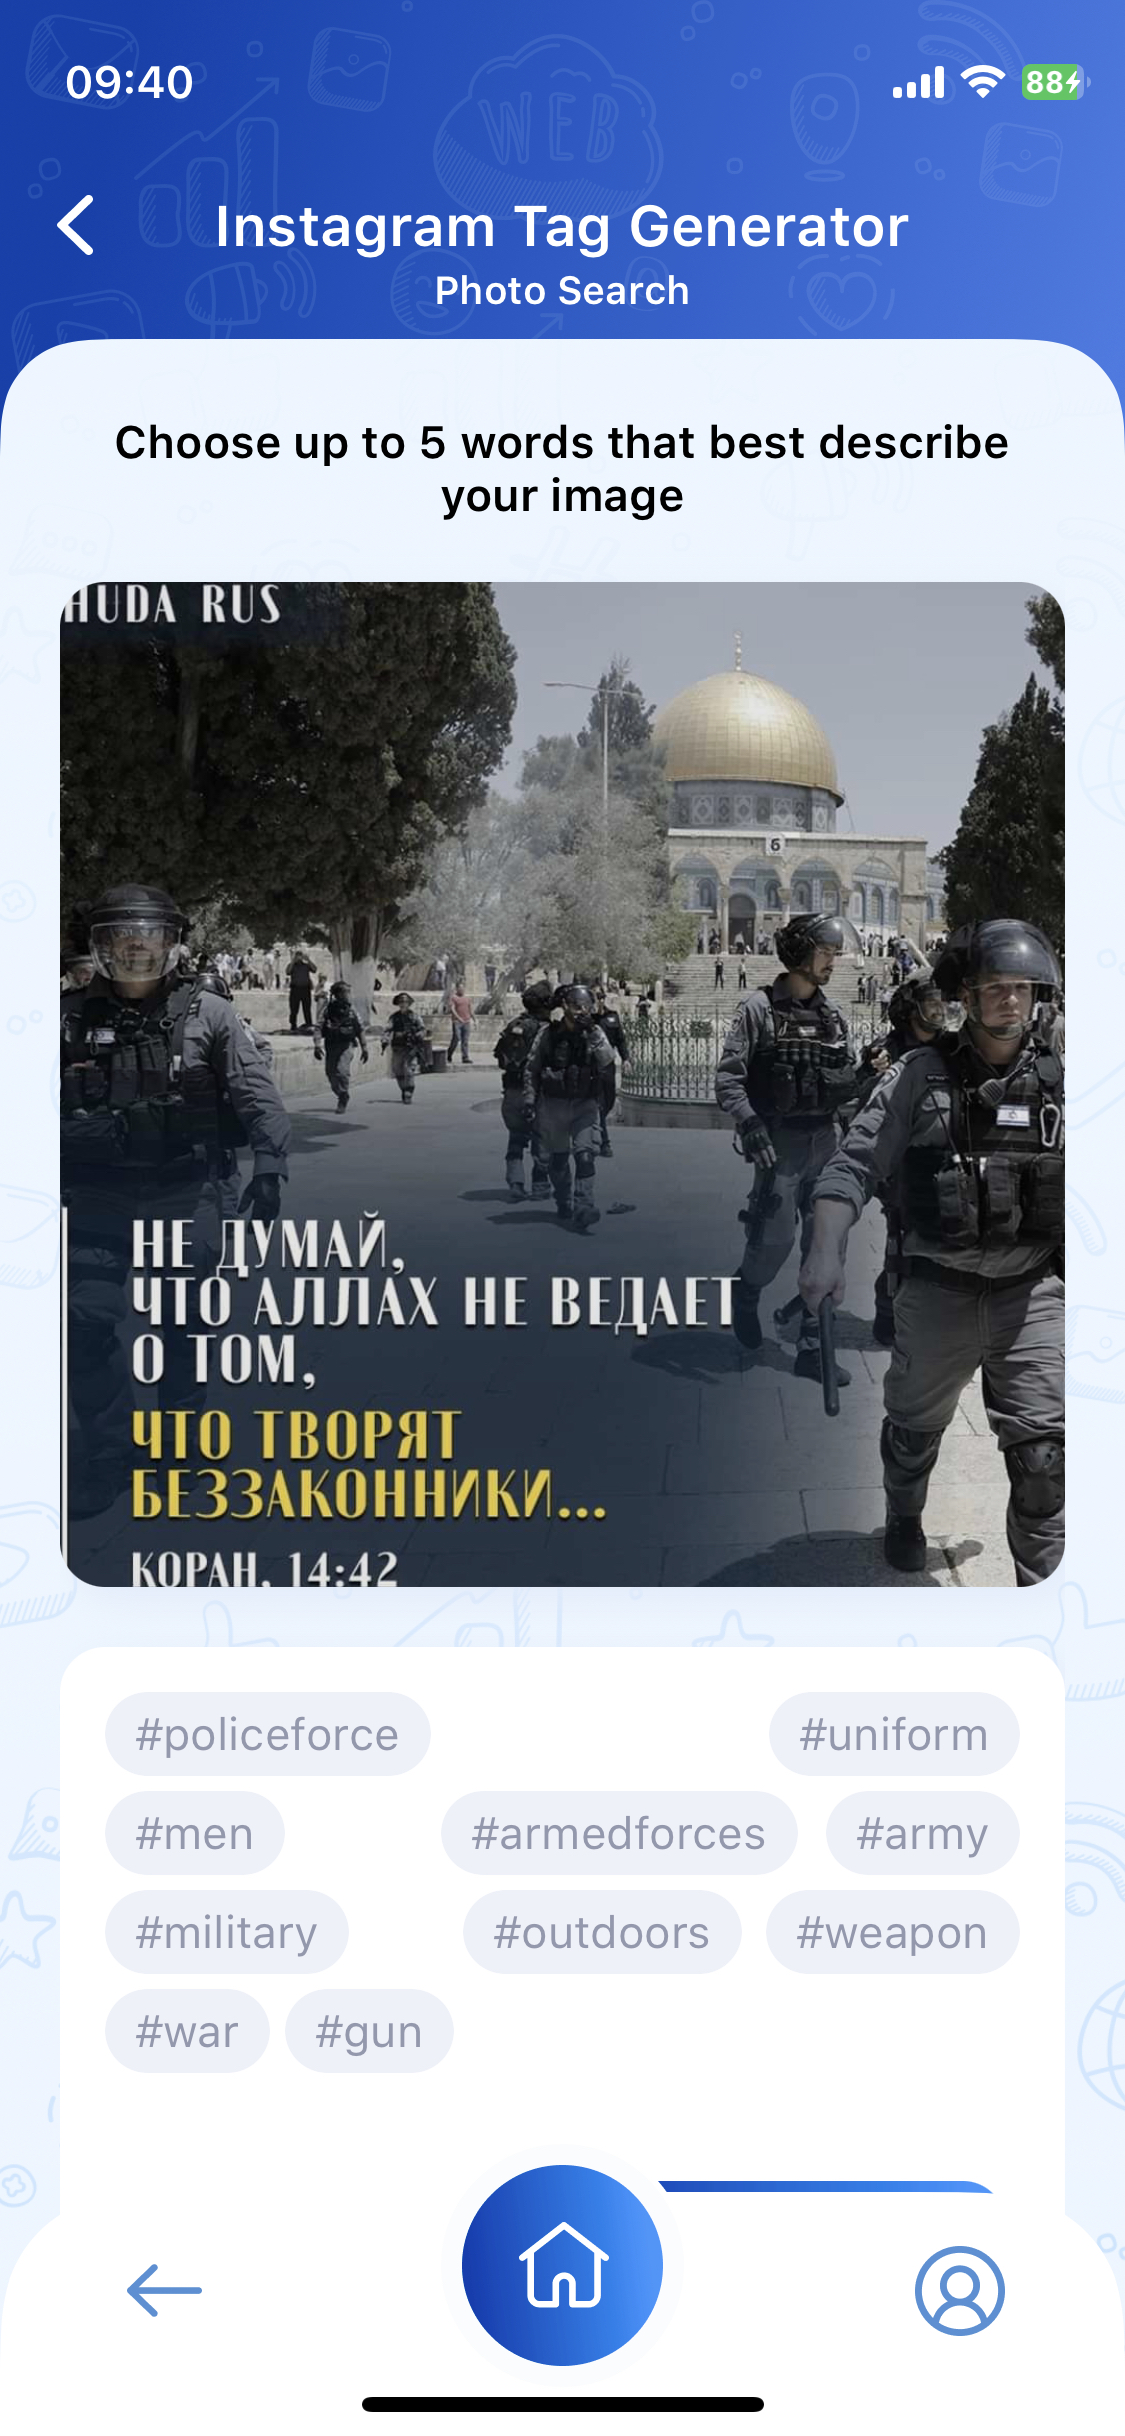 09:40
88
WEB
Instagram Tag Generator
Photo Search
Choose up to 5 words that best describe
your image
HUDA RUS
6
НЕ ДУМАЙ,
ЧТО АЛЛАХ НЕ ВЕДАЕТ
О ТОМ,
ЧТО ТВОРЯТ
БЕЗЗАКОННИКИ...
КОРАН, 14:42
#policeforce
#uniform
#men
#armedforces
#army
#military
#outdoors
#weapon
#war
#gun